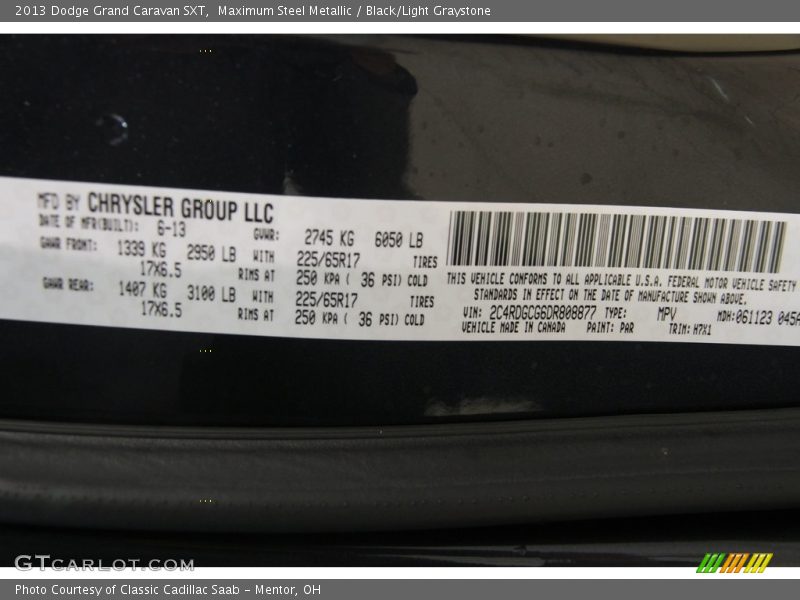 2013 Dodge Grand Caravan SXT, Maximum Steel Metallic / Black/Light Graystone
MFD BY CHRYSLER GROUP LLC
DATE OF MFR(BUILT): 6-13 GVWR: 2745 KG 6050 LB
GAWR FRONT: 1339 KG 2950 LB WITH 225/65R17 TIRES
17X6.5 RIMS AT 250 KPA ( 36 PSI) COLD
GAWR REAR: 1407 KG 3100 LB WITH 225/65R17 TIRES
17X6.5 RIMS AT 250 KPA ( 36 PSI) COLD
THIS VEHICLE CONFORMS TO ALL APPLICABLE U.S.A. FEDERAL MOTOR VEHICLE SAFETY
STANDARDS IN EFFECT ON THE DATE OF MANUFACTURE SHOWN ABOVE.
VIN: 2C4RDGCG6DR808877 TYPE: MPV MDH:061123 045A
VEHICLE MADE IN CANADA PAINT: PAR TRIM: H7X1
GTCARLOT.COM
Photo Courtesy of Classic Cadillac Saab - Mentor, OH